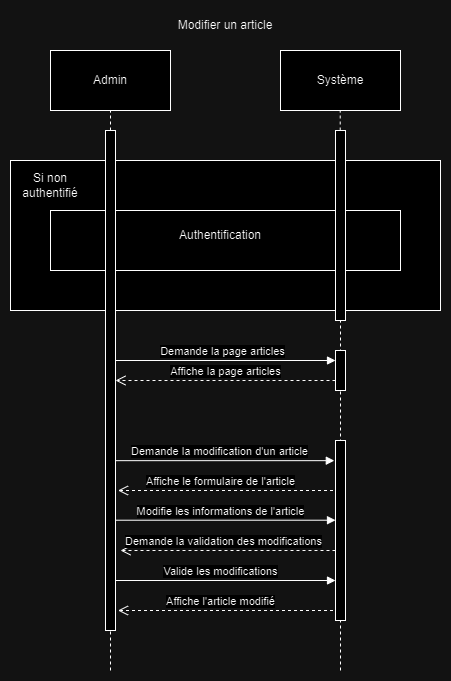 Modifier un article
Admin
Système
Si non
authentifié
Authentification
Demande la page articles
Affiche la page articles
Demande la modification d'un article
Affiche le formulaire de l'article
Modifie les informations de l'article
Demande la validation des modifications
Valide les modifications
Affiche l'article modifié